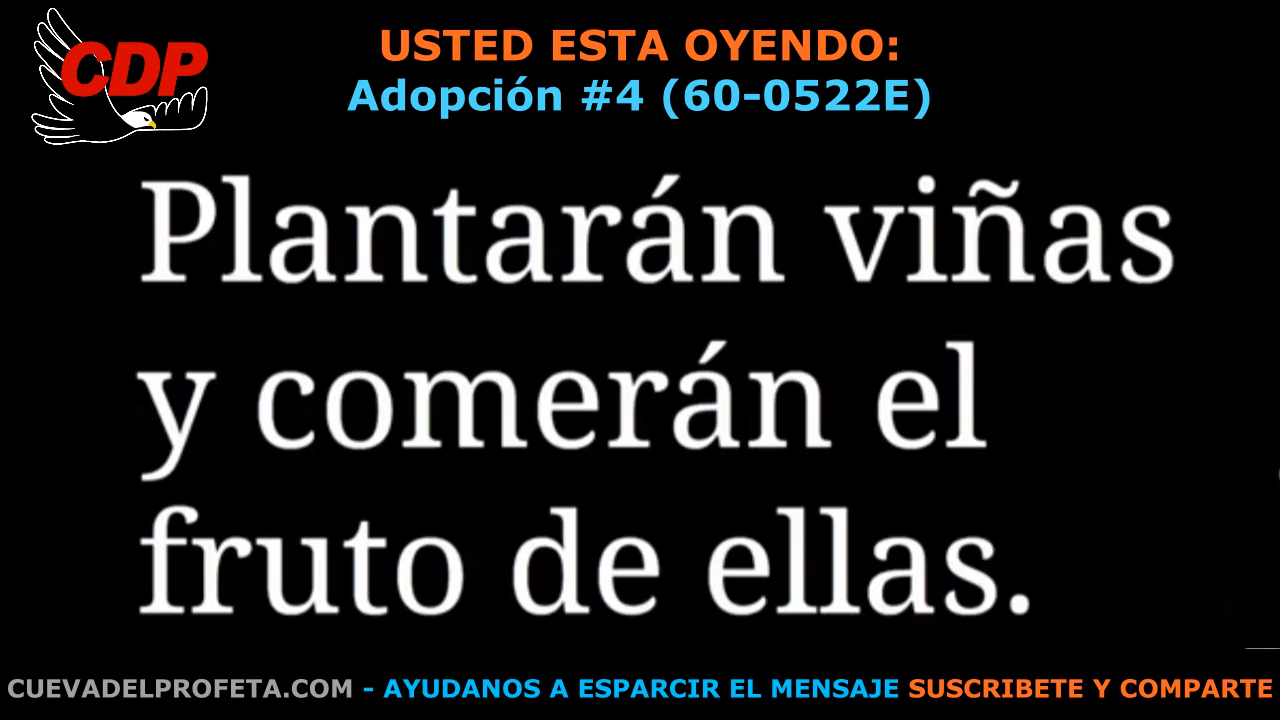 CDP
USTED ESTA OYENDO:
Adopción #4 (60-0522E)
Plantarán viñas
y comerán el
fruto de ellas.
CUEVADELPROFETA.COM - AYUDANOS A ESPARCIR EL MENSAJE SUSCRIBETE Y COMPARTE